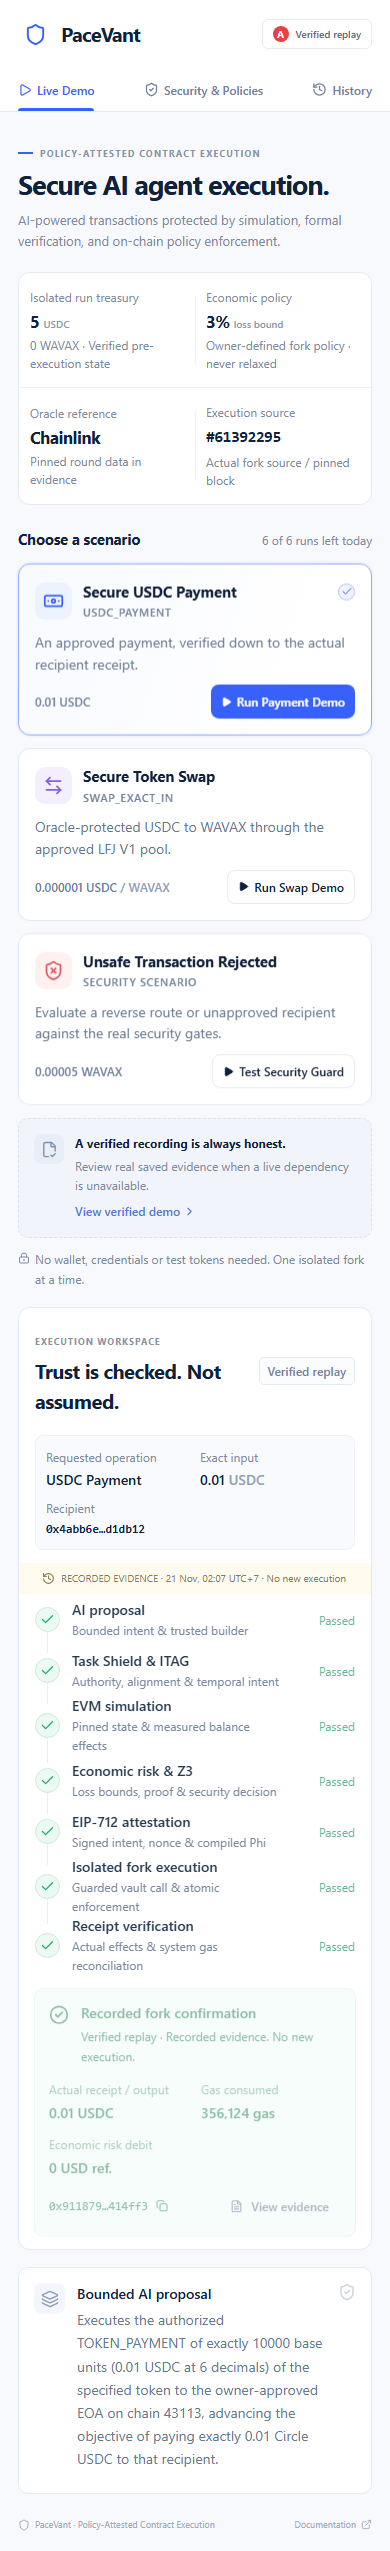 PaceVant
A Verified replay
Live Demo
Security & Policies
History
POLICY-ATTESTED CONTRACT EXECUTION
Secure AI agent execution.
AI-powered transactions protected by simulation, formal
verification, and on-chain policy enforcement.
Isolated run treasury
5 USDC
0 WAVAX · Verified pre-
execution state
Economic policy
3% loss bound
Owner-defined fork policy ·
never relaxed
Oracle reference
Chainlink
Pinned round data in
evidence
Execution source
#61392295
Actual fork source / pinned
block
Choose a scenario
6 of 6 runs left today
Secure USDC Payment
USDC_PAYMENT
An approved payment, verified down to the actual
recipient receipt.
0.01 USDC
Run Payment Demo
Secure Token Swap
SWAP_EXACT_IN
Oracle-protected USDC to WAVAX through the
approved LFJ V1 pool.
0.000001 USDC / WAVAX
Run Swap Demo
Unsafe Transaction Rejected
SECURITY SCENARIO
Evaluate a reverse route or unapproved recipient
against the real security gates.
0.00005 WAVAX
Test Security Guard
A verified recording is always honest.
Review real saved evidence when a live dependency
is unavailable.
View verified demo
No wallet, credentials or test tokens needed. One isolated fork
at a time.
EXECUTION WORKSPACE
Trust is checked. Not
assumed.
Verified replay
Requested operation
USDC Payment
Exact input
0.01 USDC
Recipient
0x4abb6e…d1db12
RECORDED EVIDENCE · 21 Nov, 02:07 UTC+7 · No new execution
AI proposal
Bounded intent & trusted builder
Passed
Task Shield & ITAG
Authority, alignment & temporal intent
Passed
EVM simulation
Pinned state & measured balance
effects
Passed
Economic risk & Z3
Loss bounds, proof & security decision
Passed
EIP-712 attestation
Signed intent, nonce & compiled Phi
Passed
Isolated fork execution
Guarded vault call & atomic
enforcement
Passed
Receipt verification
Actual effects & system gas
reconciliation
Passed
Recorded fork confirmation
Verified replay · Recorded evidence. No new
execution.
Actual receipt / output
0.01 USDC
Gas consumed
356,124 gas
Economic risk debit
0 USD ref.
0x911879…414ff3
View evidence
Bounded AI proposal
Executes the authorized
TOKEN_PAYMENT of exactly 10000 base
units (0.01 USDC at 6 decimals) of the
specified token to the owner-approved
EOA on chain 43113, advancing the
objective of paying exactly 0.01 Circle
USDC to that recipient.
PaceVant · Policy-Attested Contract Execution
Documentation